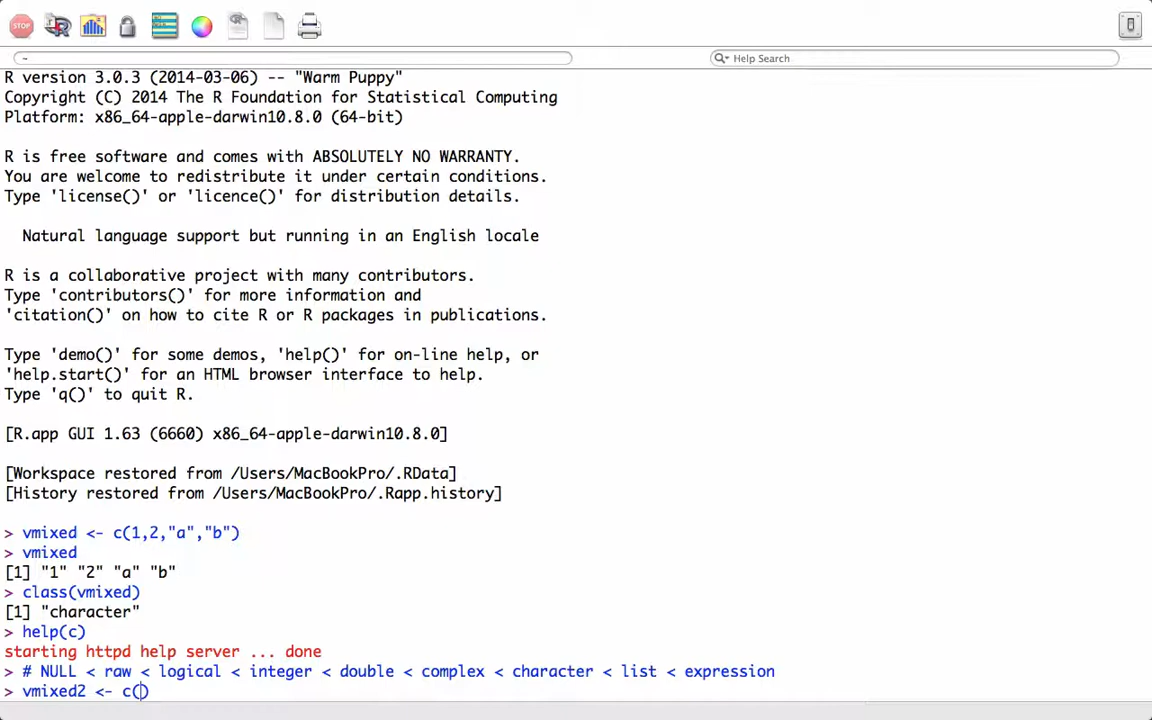 STOP
~
Help Search
R version 3.0.3 (2014-03-06) -- "Warm Puppy"
Copyright (C) 2014 The R Foundation for Statistical Computing
Platform: x86_64-apple-darwin10.8.0 (64-bit)
R is free software and comes with ABSOLUTELY NO WARRANTY.
You are welcome to redistribute it under certain conditions.
Type 'license()' or 'licence()' for distribution details.
Natural language support but running in an English locale
R is a collaborative project with many contributors.
Type 'contributors()' for more information and
'citation()' on how to cite R or R packages in publications.
Type 'demo()' for some demos, 'help()' for on-line help, or
'help.start()' for an HTML browser interface to help.
Type 'q()' to quit R.
[R.app GUI 1.63 (6660) x86_64-apple-darwin10.8.0]
[Workspace restored from /Users/MacBookPro/.RData]
[History restored from /Users/MacBookPro/.Rapp.history]
> vmixed <- c(1,2,"a","b")
> vmixed
[1] "1" "2" "a" "b"
> class(vmixed)
[1] "character"
> help(c)
starting httpd help server ... done
> # NULL < raw < logical < integer < double < complex < character < list < expression
> vmixed2 <- c()